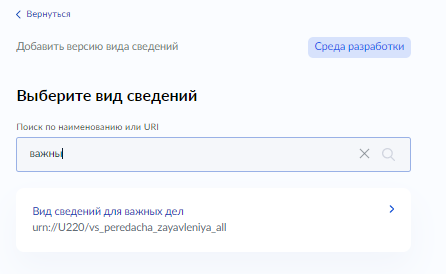 Вернуться
Добавить версию вида сведений
Среда разработки
Выберите вид сведений
Поиск по наименованию или URI
важны
Вид сведений для важных дел
urn://U220/vs_peredacha_zayavleniya_all